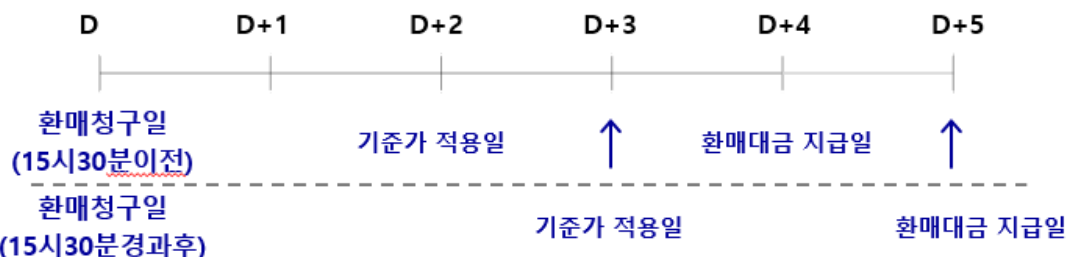 D D+1 D+2 D+3 D+4 D+5
환매청구일
(15시30분이전)
기준가 적용일 ↑ 환매대금 지급일 ↑
환매청구일
(15시30분경과후)
기준가 적용일 환매대금 지급일